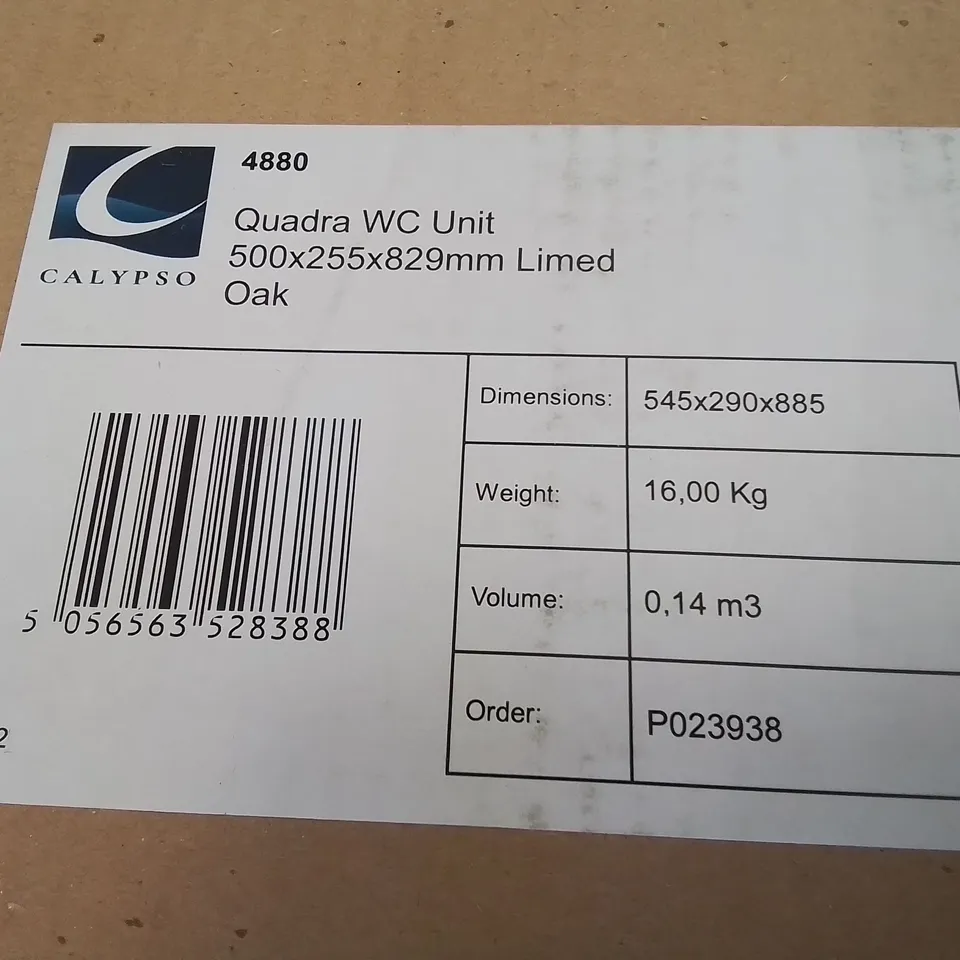 4880
CALYPSO
Quadra WC Unit
500x255x829mm Limed
Oak
Dimensions: 545x290x885
Weight: 16,00 Kg
Volume: 0,14 m3
Order: P023938
5 056563 528388
2